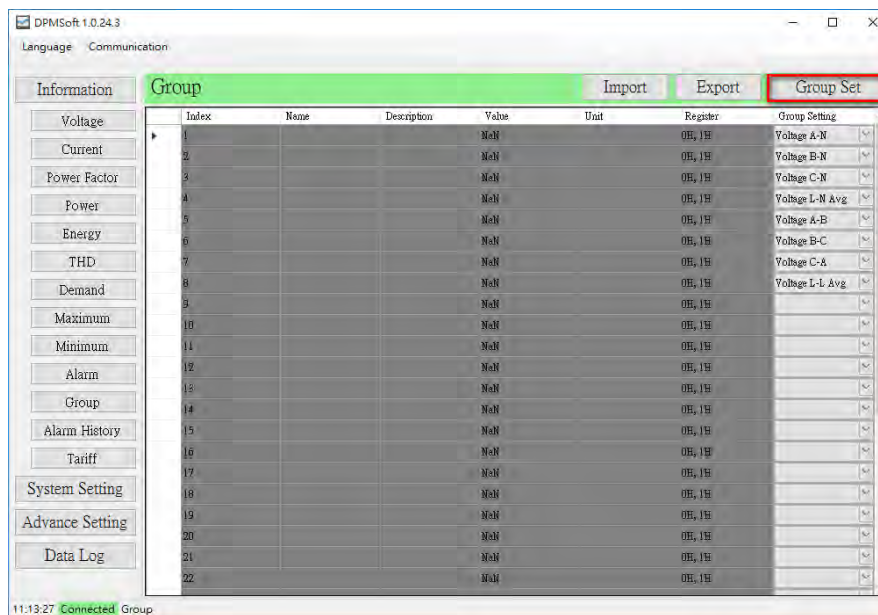 DPMSoft 1.0.24.3
Language Communication
Information
Group Import Export Group Set
Voltage
Current
Power Factor
Power
Energy
THD
Demand
Maximum
Minimum
Alarm
Group
Alarm History
Tariff
System Setting
Advance Setting
Data Log
Index Name Description Value Unit Register Group Setting
1 NaN 0H, 1H Voltage A-N
2 NaN 0H, 1H Voltage B-N
3 NaN 0H, 1H Voltage C-N
4 NaN 0H, 1H Voltage L-N Avg
5 NaN 0H, 1H Voltage A-B
6 NaN 0H, 1H Voltage B-C
7 NaN 0H, 1H Voltage C-A
8 NaN 0H, 1H Voltage L-L Avg
9 NaN 0H, 1H
10 NaN 0H, 1H
11 NaN 0H, 1H
12 NaN 0H, 1H
13 NaN 0H, 1H
14 NaN 0H, 1H
15 NaN 0H, 1H
16 NaN 0H, 1H
17 NaN 0H, 1H
18 NaN 0H, 1H
19 NaN 0H, 1H
20 NaN 0H, 1H
21 NaN 0H, 1H
22 NaN 0H, 1H
11:13:27 Connected Group